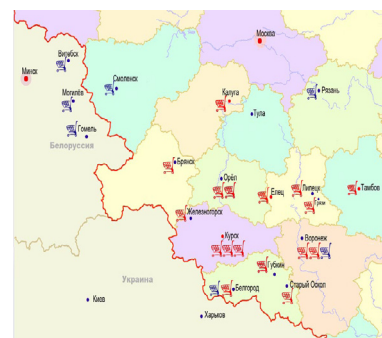 Москва
Витебск
Минск
Смоленск
Рязань
Калуга
Могилёв
Тула
Гомель
Белоруссия
Брянск
Орёл
Елец
Липецк
Тамбов
Грязи
Железногорск
Курск
Воронеж
Губкин
Украина
Белгород
Старый Оскол
Киев
Харьков